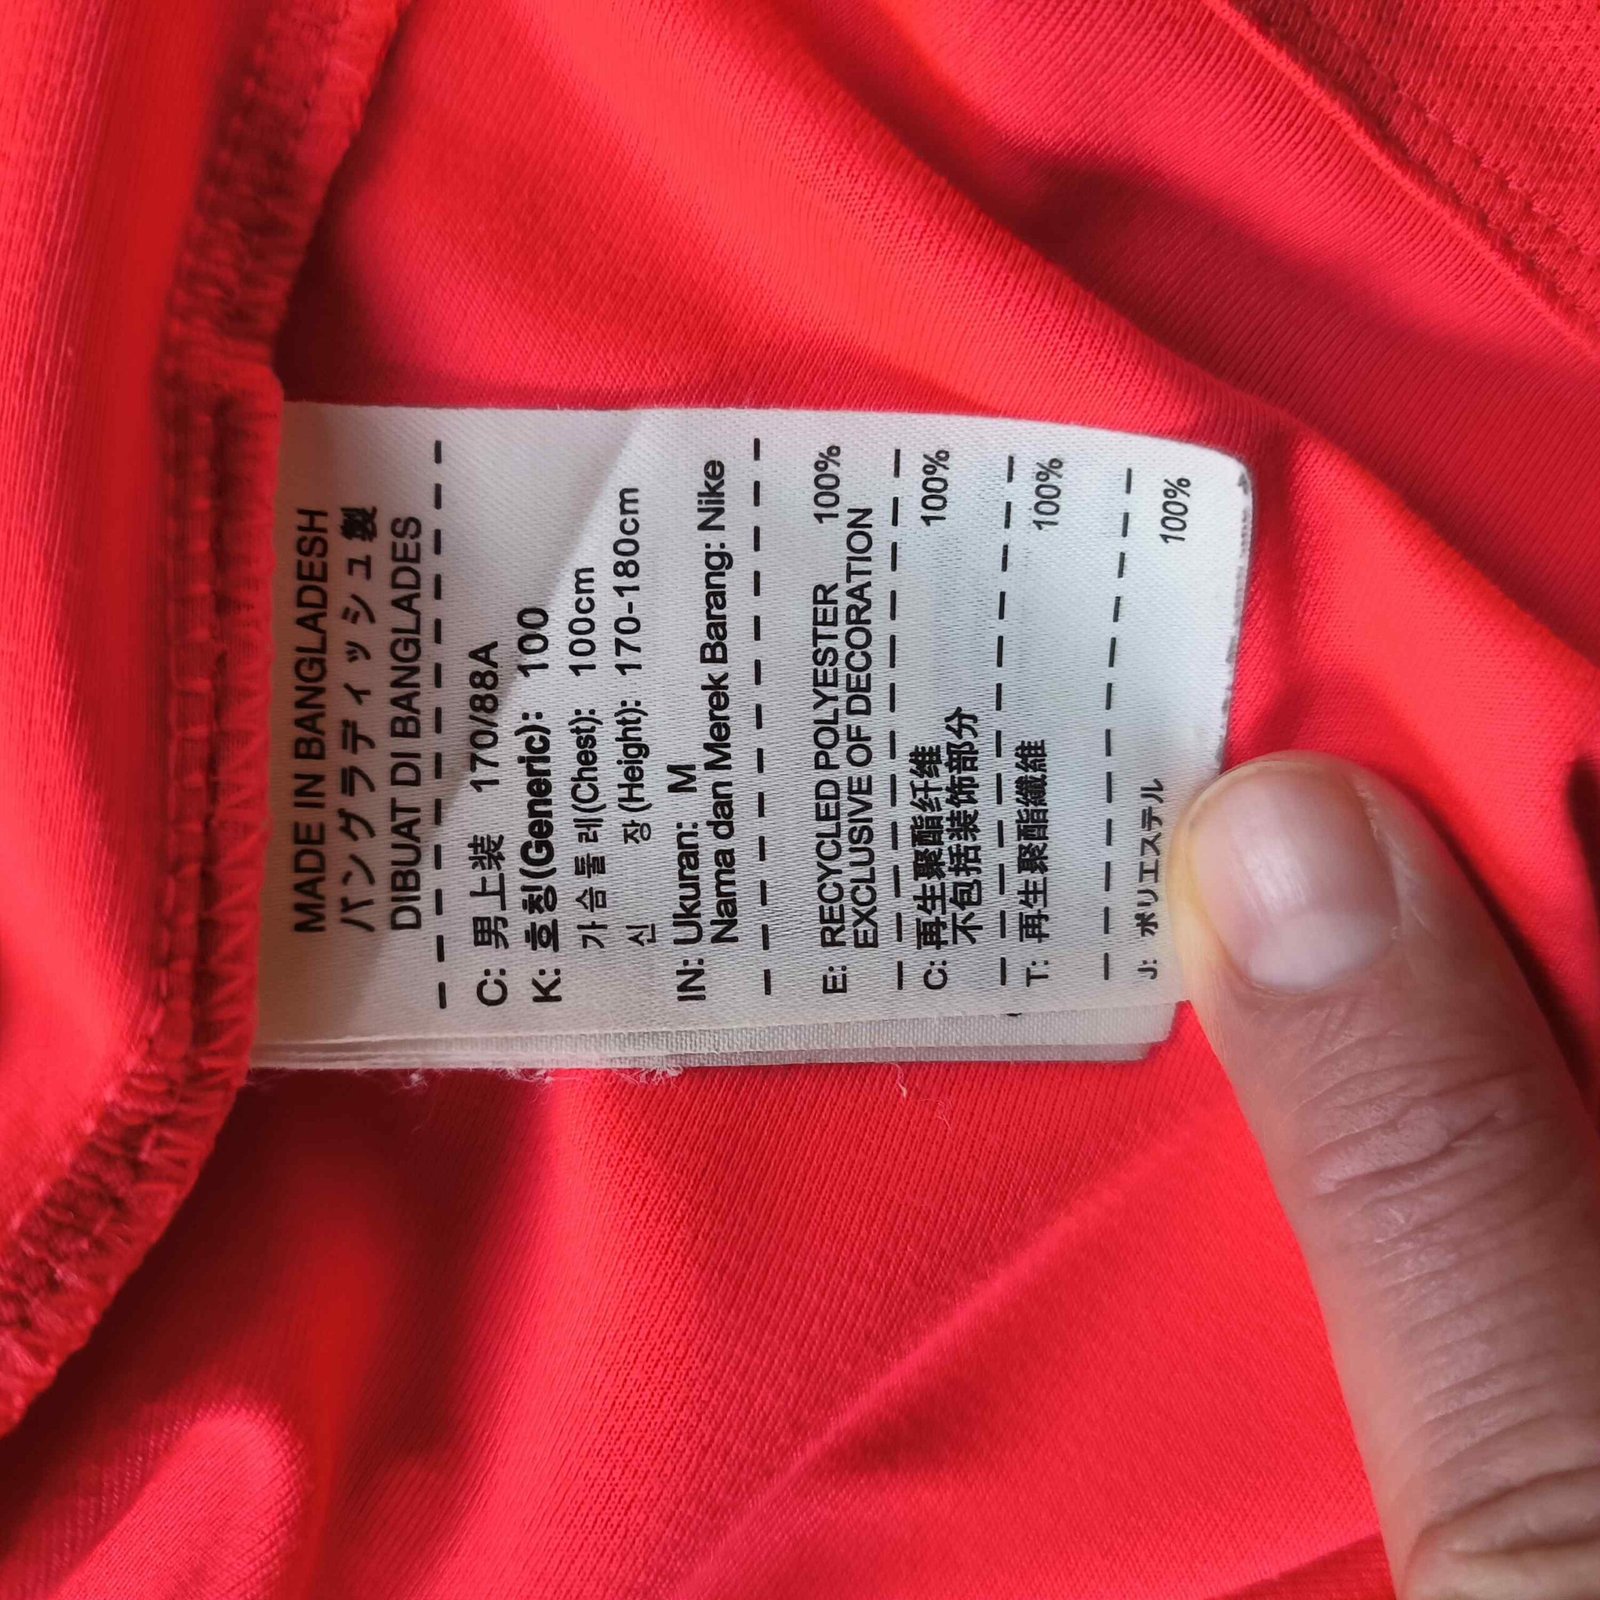 MADE IN BANGLADESH
バングラディッシュ製
DIBUAT DI BANGLADES
C: 男上装 170/88A
K: 호칭(Generic): 100
가슴둘레(Chest): 100cm
신 장(Height): 170-180cm
IN: Ukuran: M
Nama dan Merek Barang: Nike
E: RECYCLED POLYESTER 100%
EXCLUSIVE OF DECORATION
C: 再生聚酯纤维 100%
不包括装饰部分
T: 再生聚酯纖維 100%
J: ポリエステル 100%